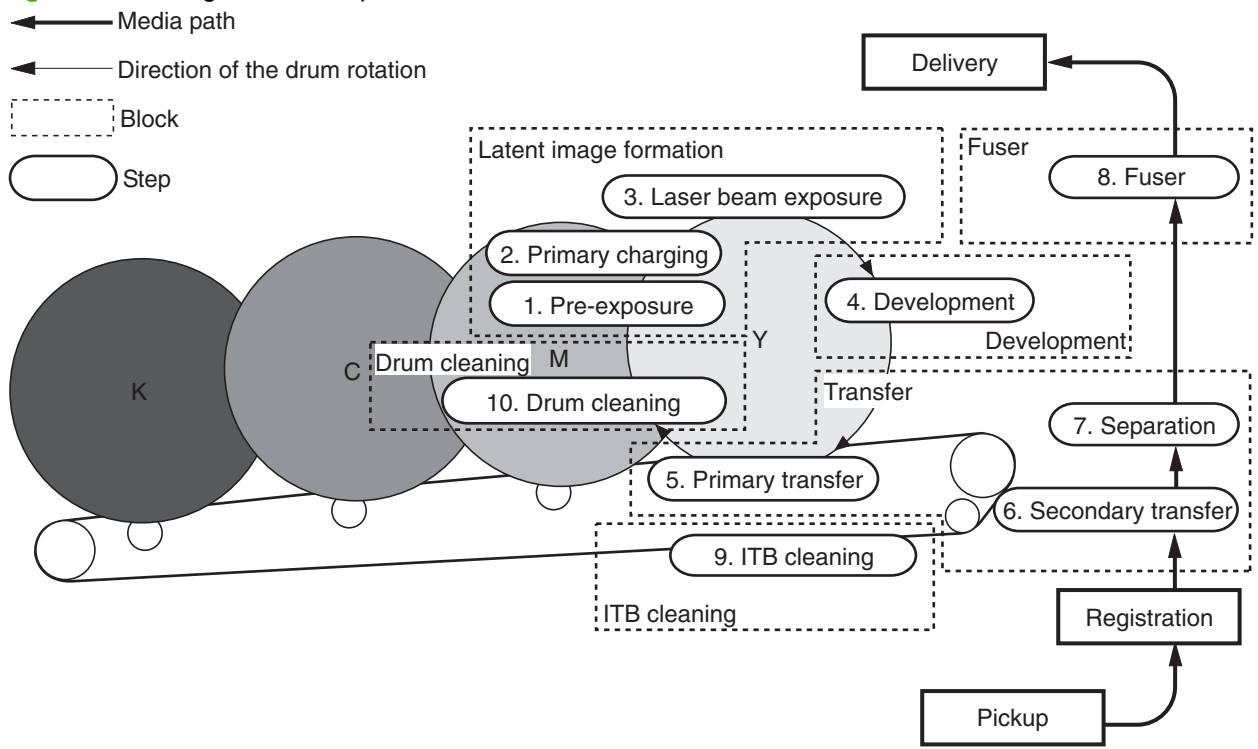 Media path
Direction of the drum rotation
Block
Step
Delivery
Latent image formation
Fuser
3. Laser beam exposure
8. Fuser
2. Primary charging
1. Pre-exposure
4. Development
Development
Y
M
C
K
Drum cleaning
10. Drum cleaning
Transfer
7. Separation
5. Primary transfer
6. Secondary transfer
9. ITB cleaning
ITB cleaning
Registration
Pickup